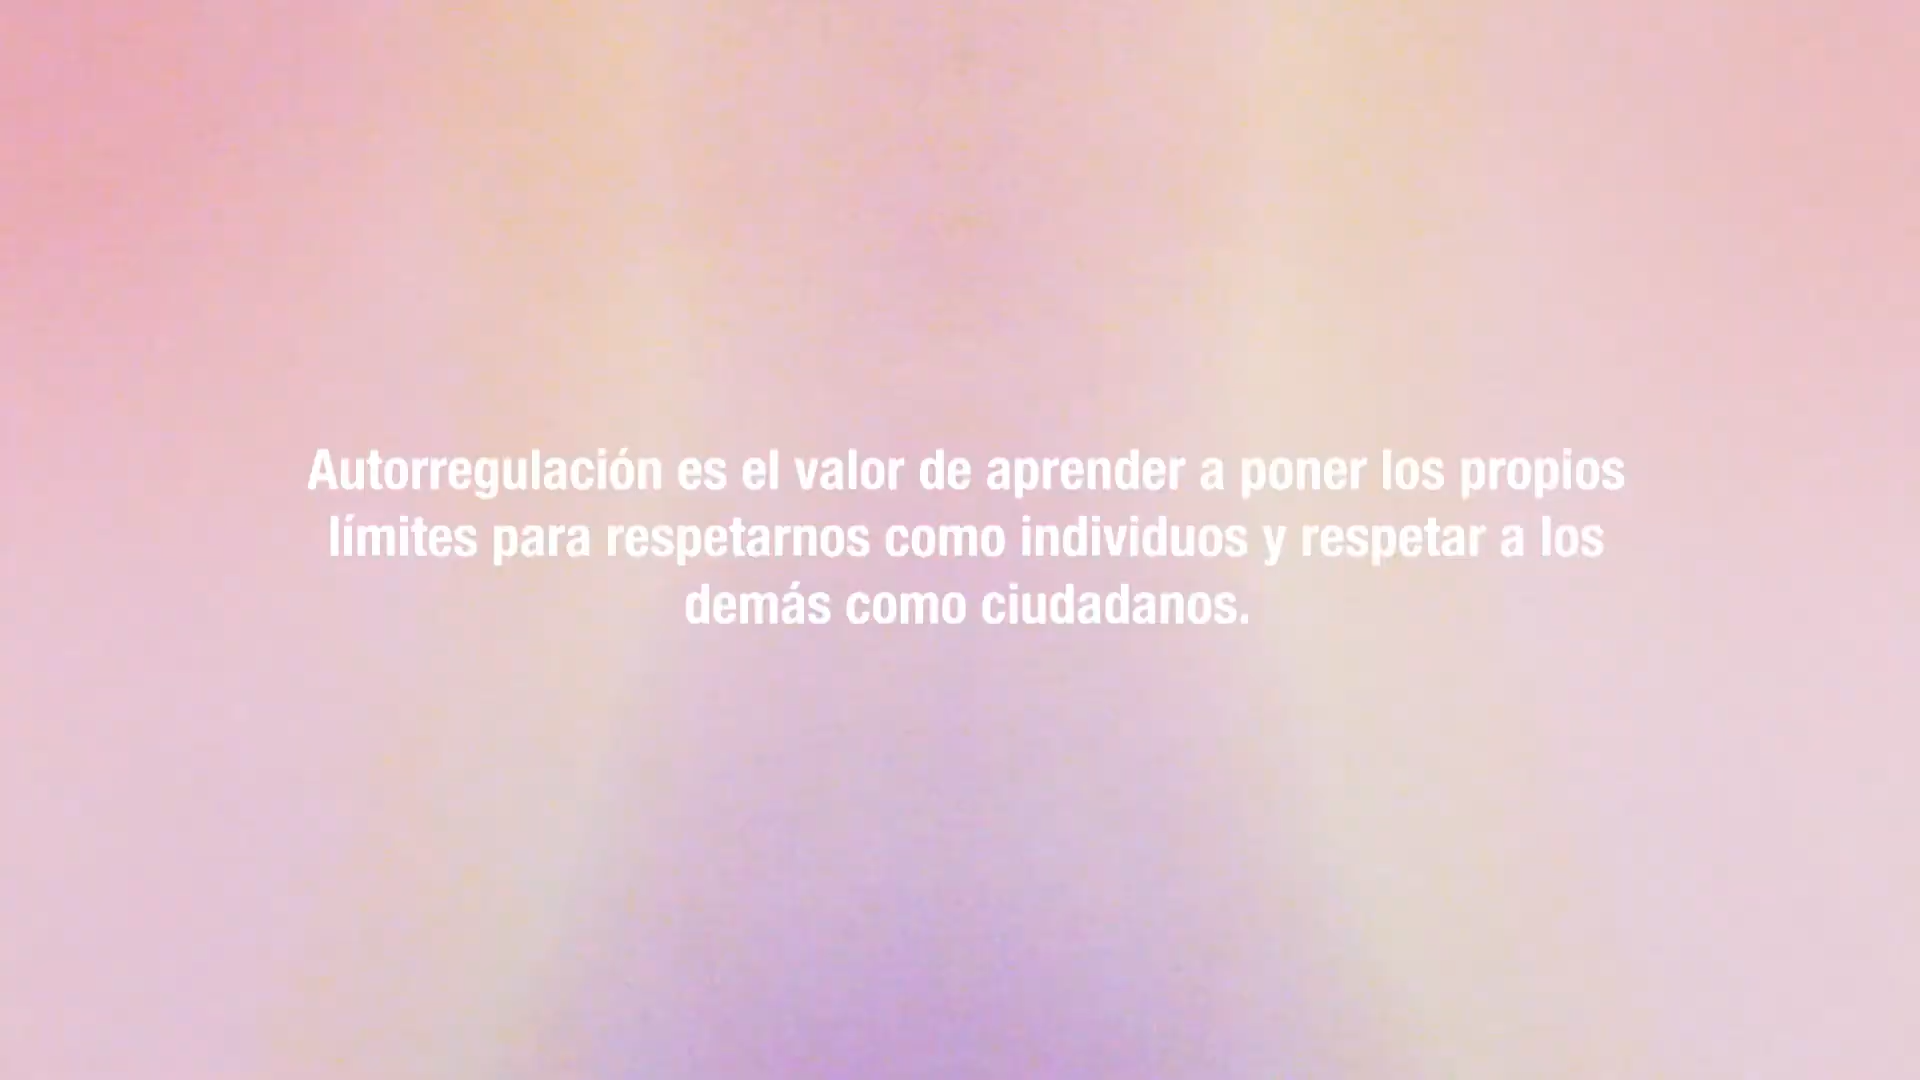 Autorregulación es el valor de aprender a poner los propios
límites para respetarnos como individuos y respetar a los
demás como ciudadanos.